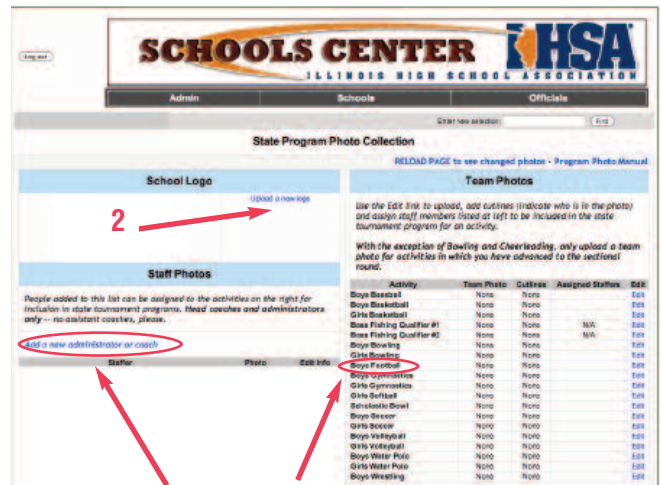 Log out
SCHOOLS CENTER
IHSA
ILLINOIS HIGH SCHOOL ASSOCIATION
Admin Schools Officials
Enter new selection: Find
State Program Photo Collection
RELOAD PAGE to see changed photos - Program Photo Manual
School Logo
Upload a new logo
2
Staff Photos
People added to this list can be assigned to the activities on the right for
inclusion in state tournament programs. Head coaches and administrators
only -- no assistant coaches, please.
Add a new administrator or coach
Staffer Photo Edit Info
Team Photos
Use the Edit link to upload, add cutlines (indicate who is in the photo)
and assign staff members listed at left to be included in the state
tournament program for an activity.
With the exception of Bowling and Cheerleading, only upload a team
photo for activities in which you have advanced to the sectional
round.
Activity Team Photo Cutlines Assigned Staffers Edit
Boys Baseball None None Edit
Boys Basketball None None Edit
Girls Basketball None None Edit
Bass Fishing Qualifier #1 None None N/A Edit
Bass Fishing Qualifier #2 None None N/A Edit
Boys Bowling None None Edit
Girls Bowling None None Edit
Boys Football None None Edit
Boys Gymnastics None None Edit
Girls Gymnastics None None Edit
Girls Softball None None Edit
Scholastic Bowl None None Edit
Boys Soccer None None Edit
Girls Soccer None None Edit
Boys Volleyball None None Edit
Girls Volleyball None None Edit
Boys Water Polo None None Edit
Girls Water Polo None None Edit
Boys Wrestling None None Edit